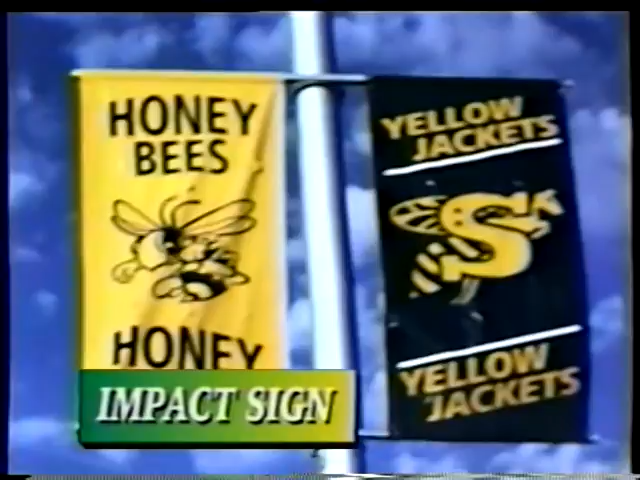 HONEY
BEES
HONEY
YELLOW
JACKETS
S
YELLOW
JACKETS
IMPACT SIGN